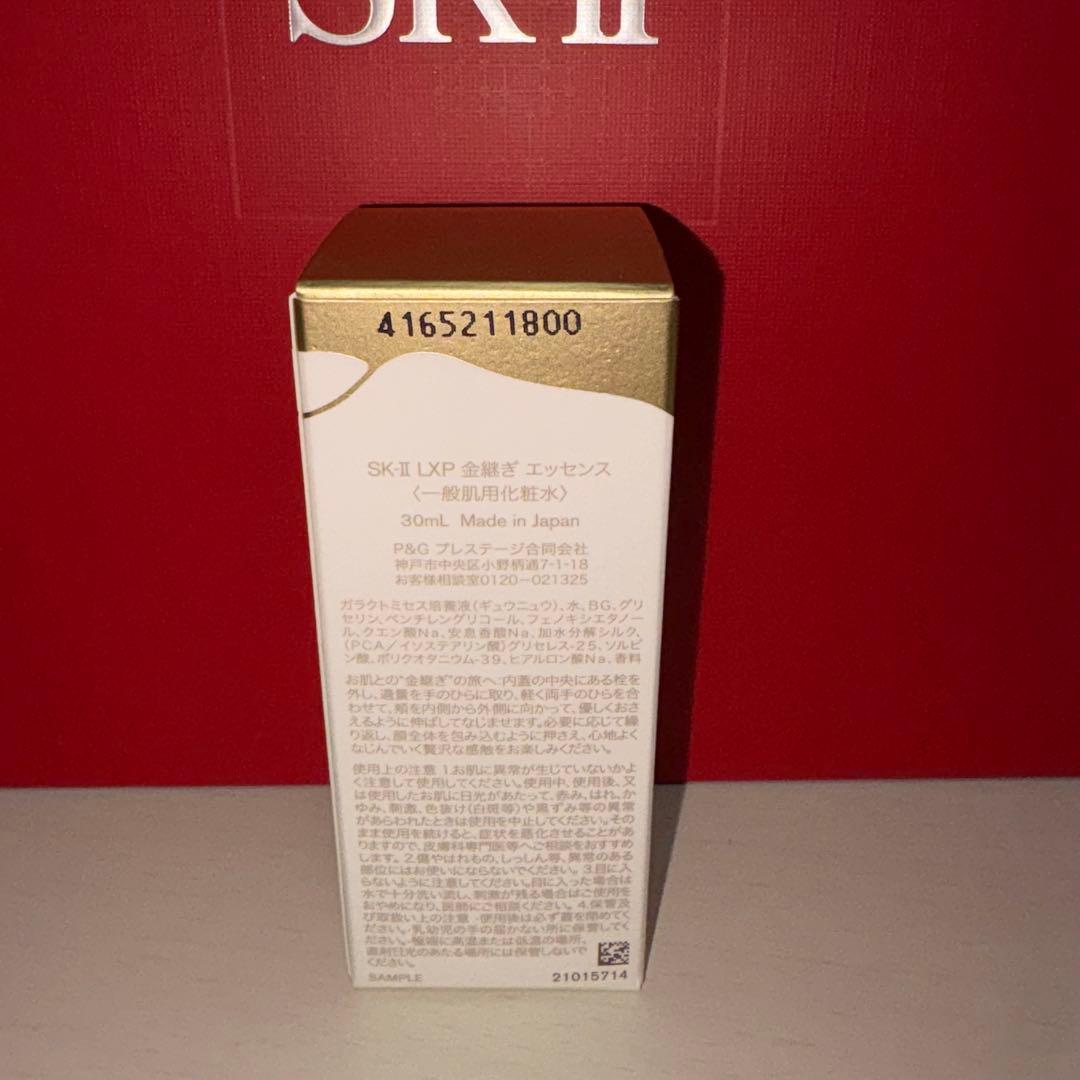 SK-II
4165211800
SK-II LXP 金継ぎ エッセンス
〈一般肌用化粧水〉
30mL Made in Japan
P&G プレステージ合同会社
神戸市中央区小野柄通7-1-18
お客様相談室0120-021325
ガラクトミセス培養液(ギュウニュウ)、水、BG、グリ
セリン、ペンチレングリコール、フェノキシエタノー
ル、クエン酸Na、安息香酸Na、加水分解シルク、
(PCA/イソステアリン酸)グリセレス-25、ソルビ
ン酸、ポリクオタニウム-39、ヒアルロン酸Na、香料
お肌との"金継ぎ"の旅へ:内蓋の中央にある栓を
外し、適量を手のひらに取り、軽く両手のひらを合
わせて、頬を内側から外側に向かって、優しくおさ
えるように伸ばしてなじませます。必要に応じて繰
り返し、顔全体を包み込むように押さえ、心地よく
なじんでいく贅沢な感触をお楽しみください。
使用上の注意 1.お肌に異常が生じていないかよ
く注意して使用してください。使用中、使用後、又
は使用したお肌に日光があたって、赤み、はれ、か
ゆみ、刺激、色抜け(白斑等)や黒ずみ等の異常
があらわれたときは使用を中止してください。その
まま使用を続けると、症状を悪化させることがあ
りますので、皮膚科専門医等へご相談をおすすめ
します。2.傷やはれもの、しっしん等、異常のある
部位にはお使いにならないでください。3.目に入
らないように注意してください。目に入った場合は
水で十分洗い流し、刺激が残る場合はご使用を
おやめになり、医師にご相談ください。4.保管及
び取扱い上の注意 ・使用後は必ず蓋を閉めてく
ださい。・乳幼児の手の届かない所に保管してく
ださい。・極端に高温または低温の場所、
直射日光のあたる場所には保管しないで
ください。
SAMPLE
21015714